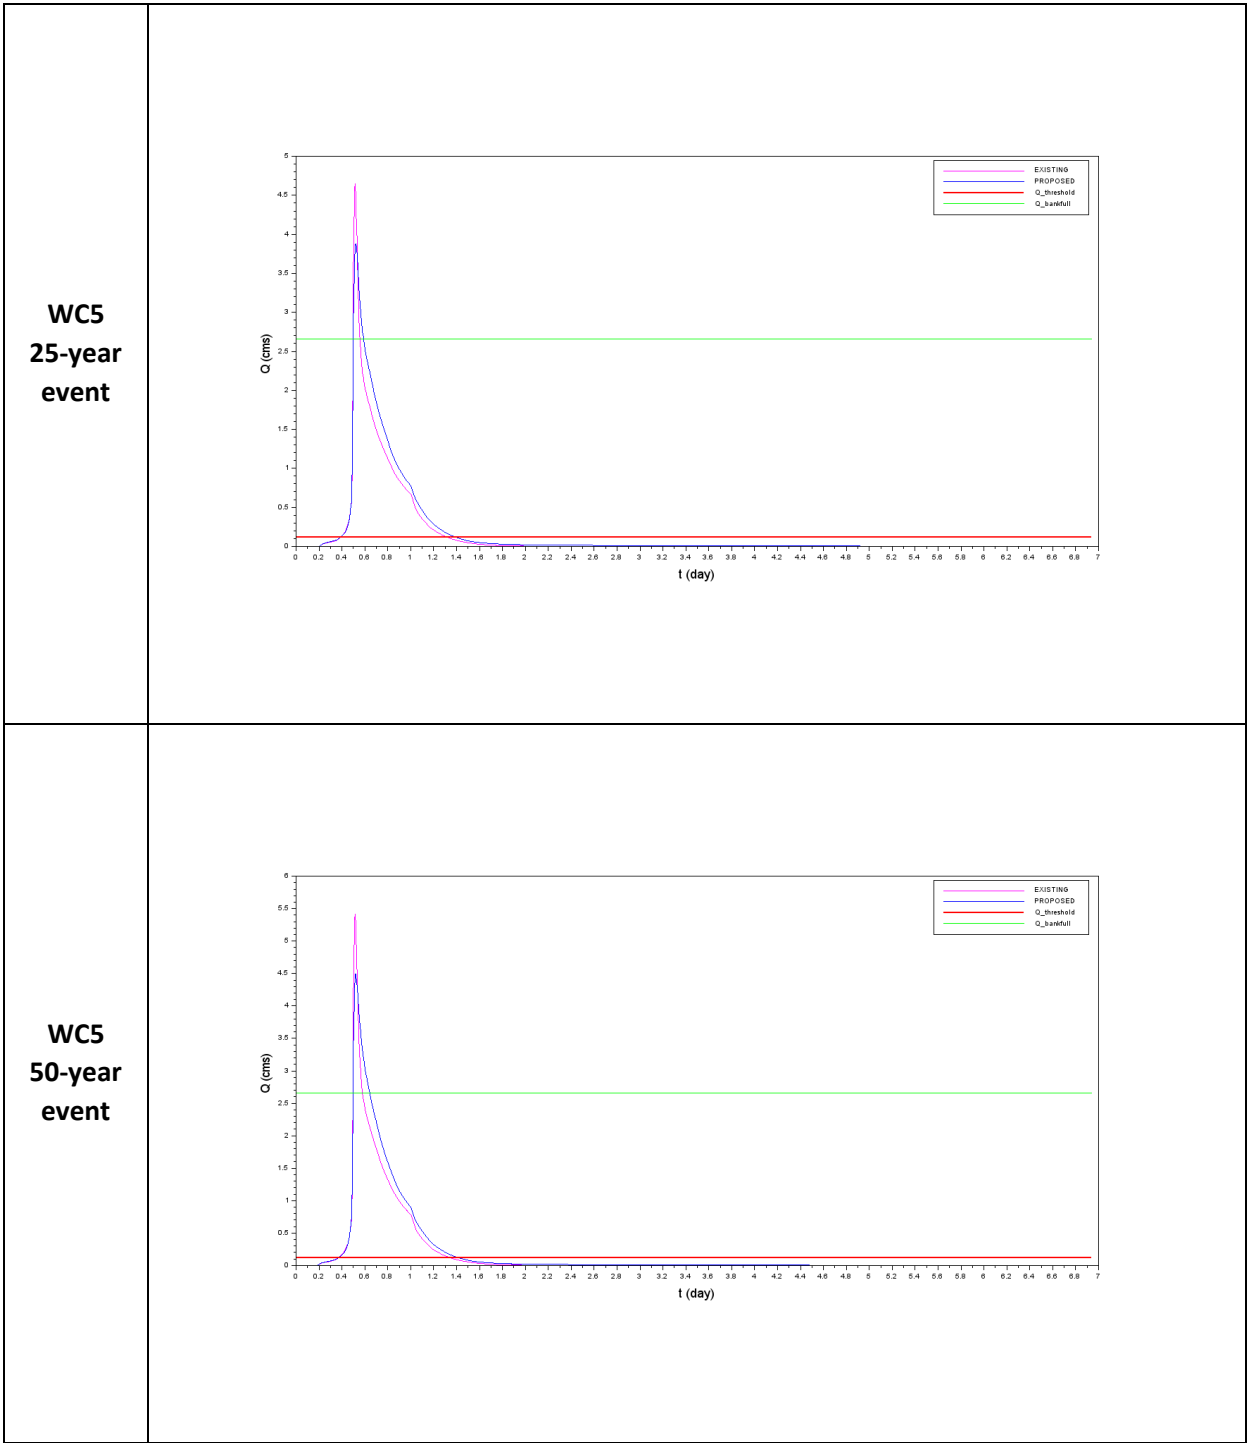 WC5
25-year
event
5
4.5
4
3.5
3
2.5
2
1.5
1
0.5
0
Q (cms)
EXISTING
PROPOSED
Q_threshold
Q_bankfull
0 0.2 0.4 0.6 0.8 1 1.2 1.4 1.6 1.8 2 2.2 2.4 2.6 2.8 3 3.2 3.4 3.6 3.8 4 4.2 4.4 4.6 4.8 5 5.2 5.4 5.6 5.8 6 6.2 6.4 6.6 6.8 7
t (day)
WC5
50-year
event
6
5.5
5
4.5
4
3.5
3
2.5
2
1.5
1
0.5
0
Q (cms)
EXISTING
PROPOSED
Q_threshold
Q_bankfull
0 0.2 0.4 0.6 0.8 1 1.2 1.4 1.6 1.8 2 2.2 2.4 2.6 2.8 3 3.2 3.4 3.6 3.8 4 4.2 4.4 4.6 4.8 5 5.2 5.4 5.6 5.8 6 6.2 6.4 6.6 6.8 7
t (day)